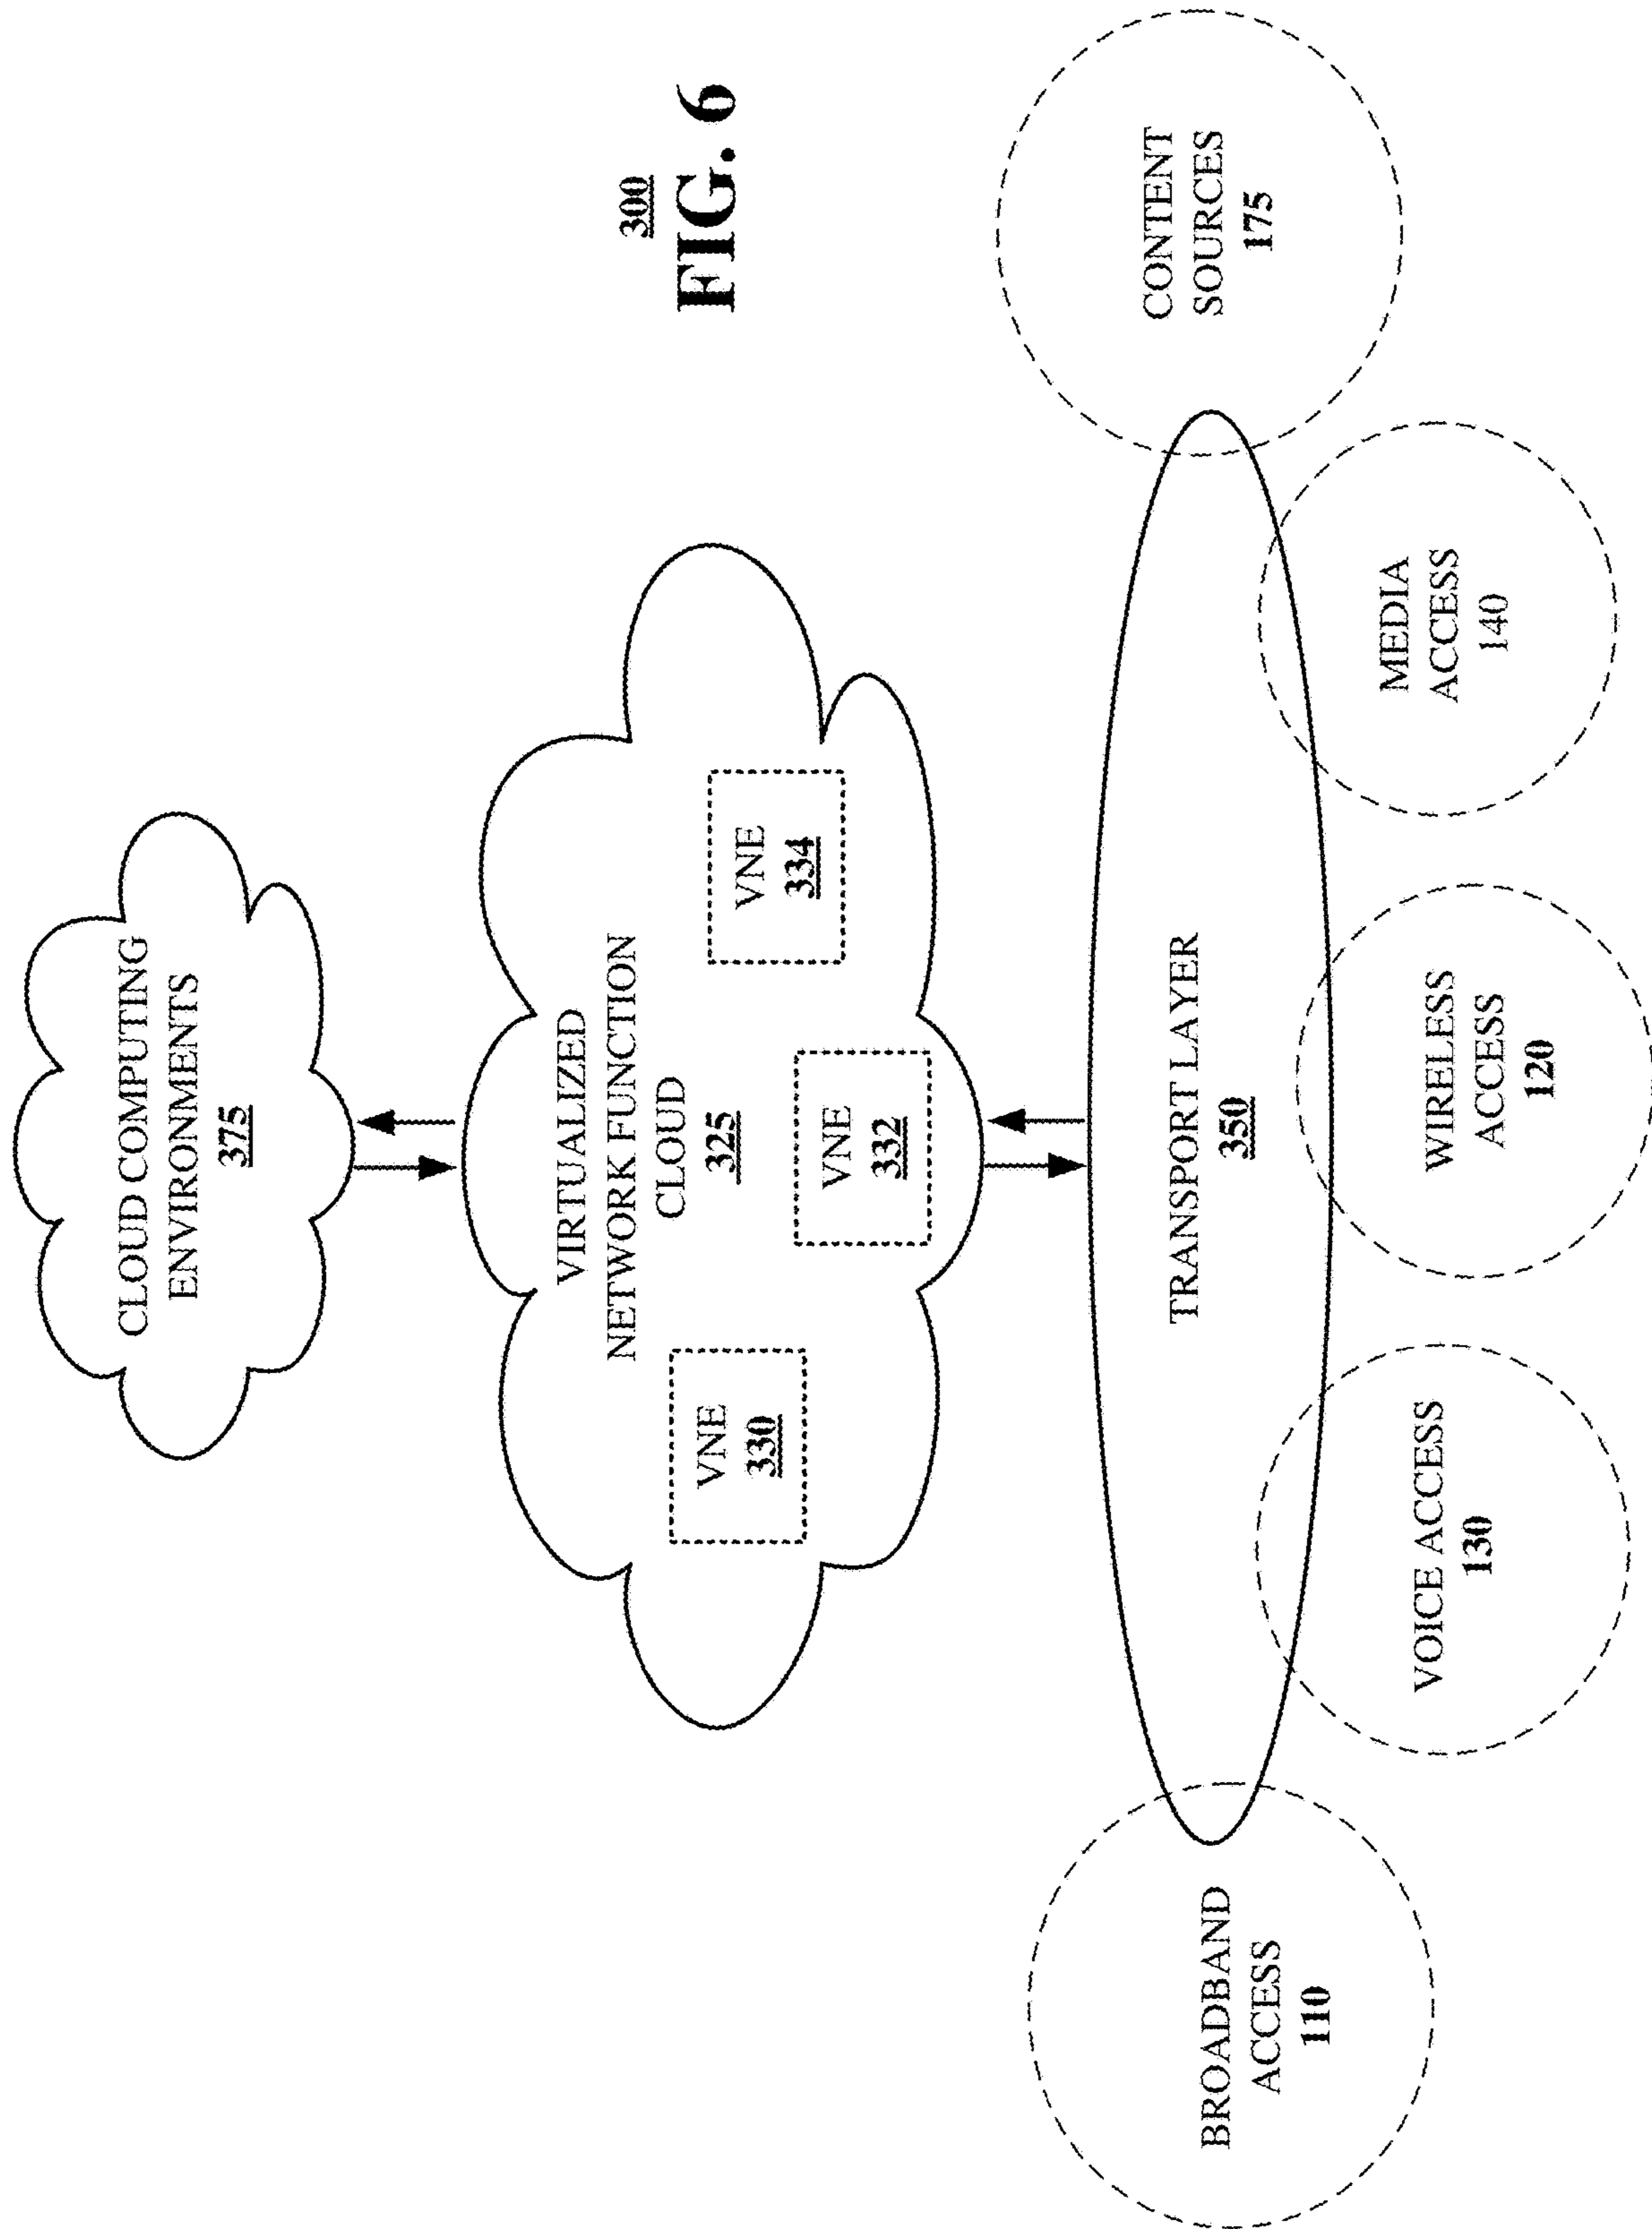 CLOUD COMPUTING
ENVIRONMENTS
375
VIRTUALIZED
NETWORK FUNCTION
CLOUD
325
VNE
330
VNE
332
VNE
334
300
FIG. 6
TRANSPORT LAYER
350
BROADBAND
ACCESS
110
VOICE ACCESS
130
WIRELESS
ACCESS
120
MEDIA
ACCESS
140
CONTENT
SOURCES
175